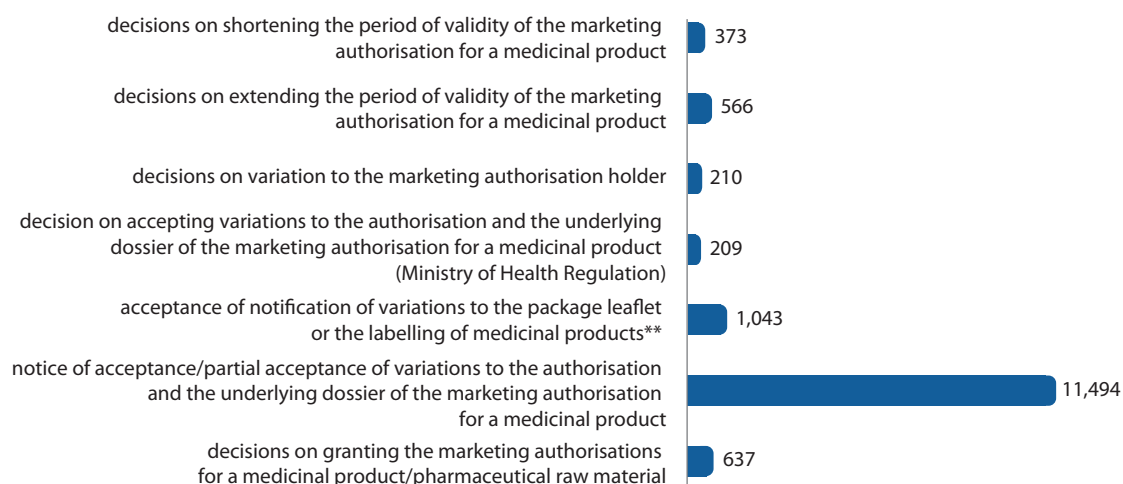 decisions on shortening the period of validity of the marketing
authorisation for a medicinal product
373
decisions on extending the period of validity of the marketing
authorisation for a medicinal product
566
decisions on variation to the marketing authorisation holder
210
decision on accepting variations to the authorisation and the underlying
dossier of the marketing authorisation for a medicinal product
(Ministry of Health Regulation)
209
acceptance of notification of variations to the package leaflet
or the labelling of medicinal products**
1,043
notice of acceptance/partial acceptance of variations to the authorisation
and the underlying dossier of the marketing authorisation
for a medicinal product
11,494
decisions on granting the marketing authorisations
for a medicinal product/pharmaceutical raw material
637